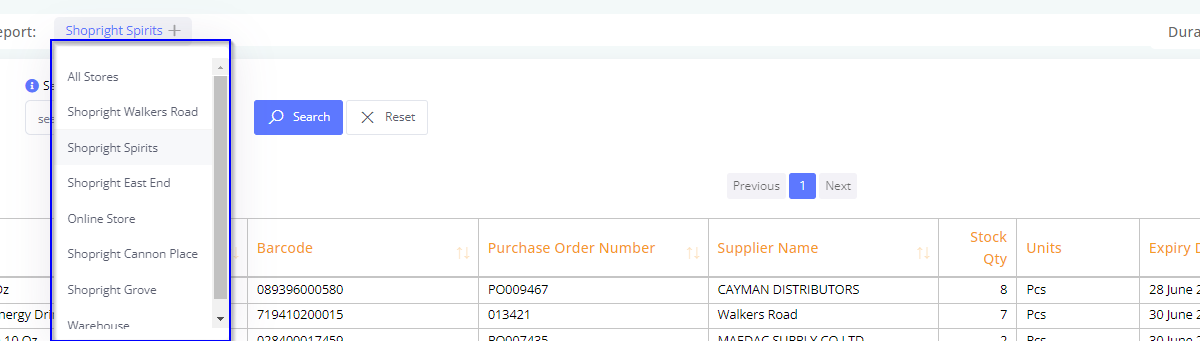 eport:
Shopright Spirits
Dura
All Stores
Shopright Walkers Road
Shopright Spirits
Shopright East End
Online Store
Shopright Cannon Place
Shopright Grove
Warehouse
Se
sea
Search
Reset
Previous 1 Next
Barcode Purchase Order Number Supplier Name Stock Qty Units Expiry D
Oz 089396000580 PO009467 CAYMAN DISTRIBUTORS 8 Pcs 28 June 2
nergy Dri 719410200015 013421 Walkers Road 7 Pcs 30 June 2
10 Oz 028400017459 PO007435 MAEDAC SUPPLY CO LTD 2 Pcs 30 June 2